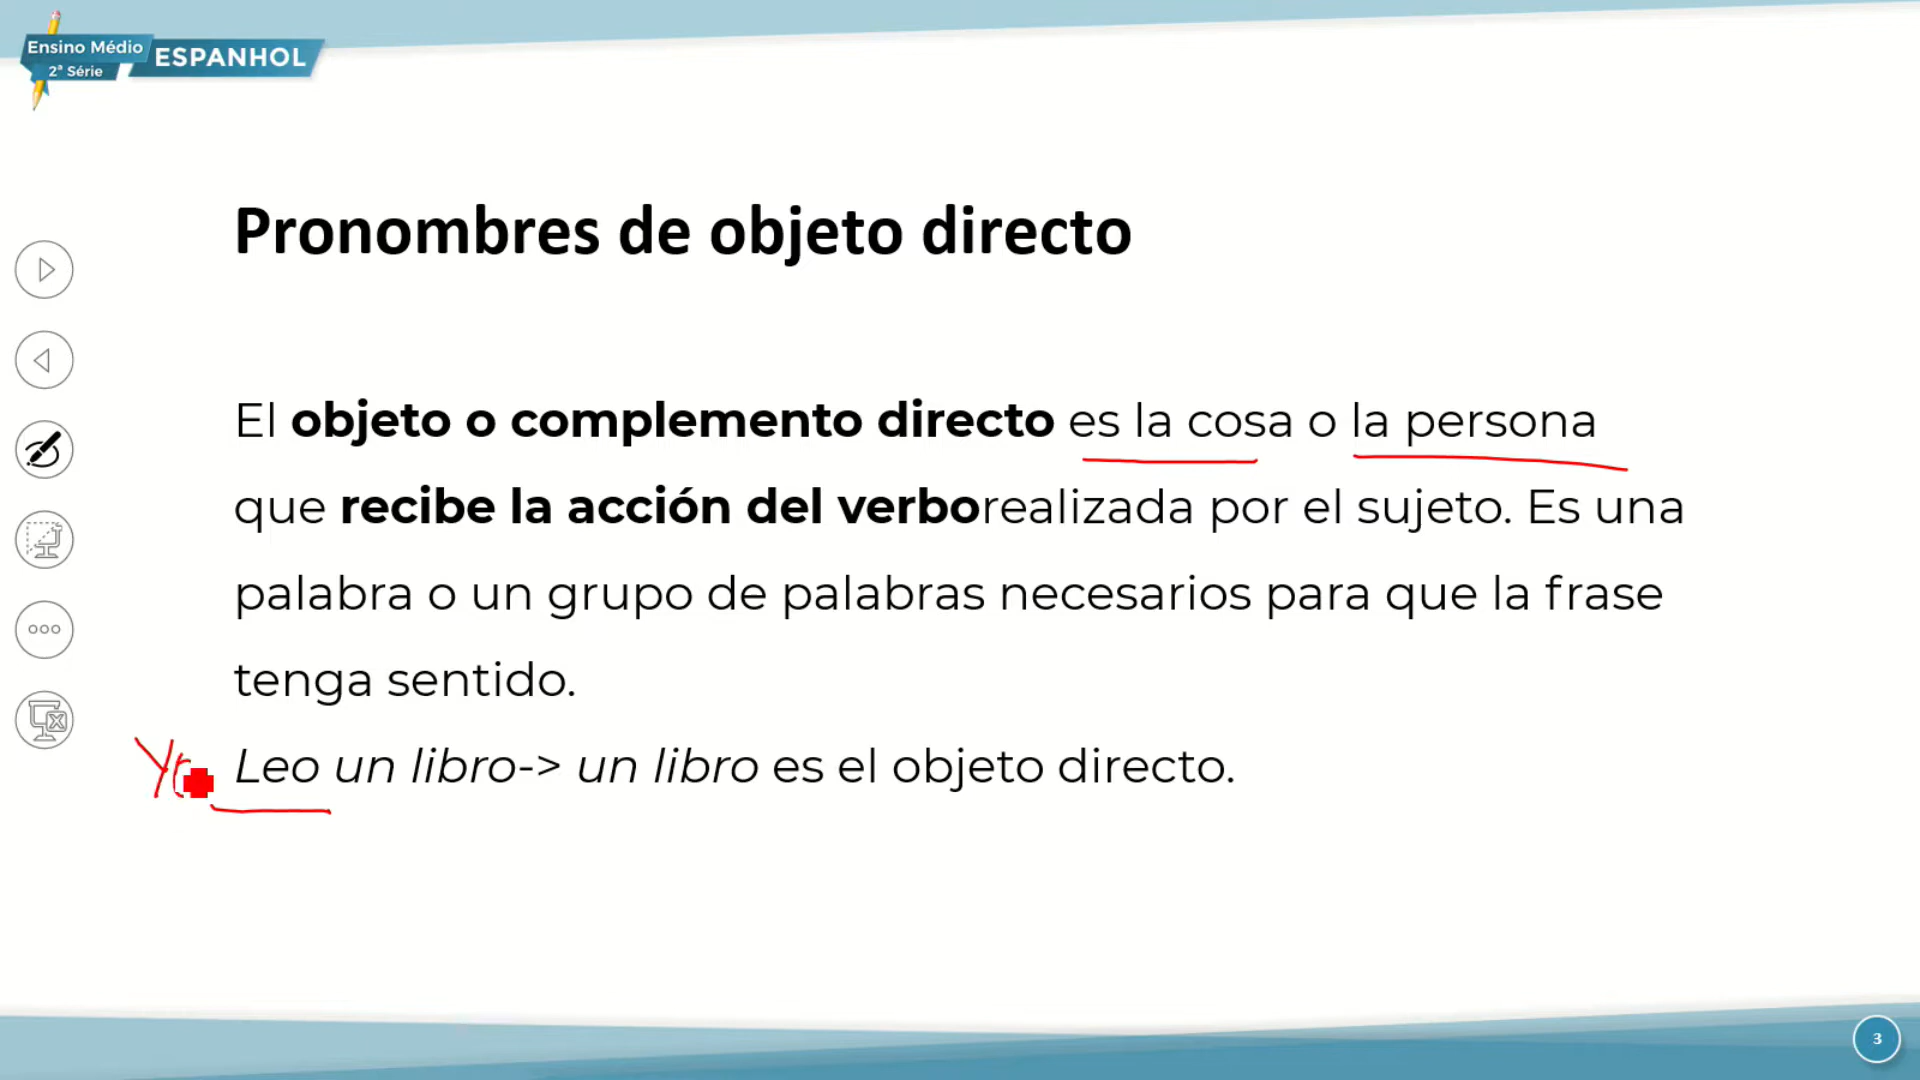 Ensino Médio
2ª Série
ESPANHOL
Pronombres de objeto directo
El objeto o complemento directo es la cosa o la persona
que recibe la acción del verborealizada por el sujeto. Es una
palabra o un grupo de palabras necesarios para que la frase
tenga sentido.
Leo un libro-> un libro es el objeto directo.
3